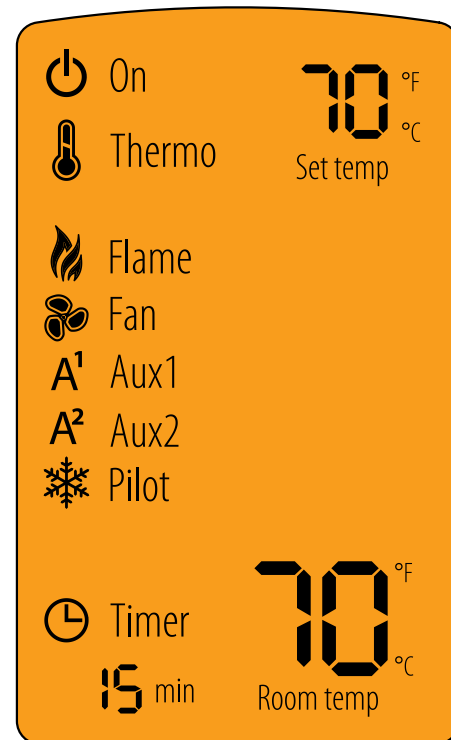 On
70 °F
°C
Thermo
Set temp
Flame
Fan
A¹ Aux1
A² Aux2
Pilot
70 °F
°C
Timer
15 min
Room temp